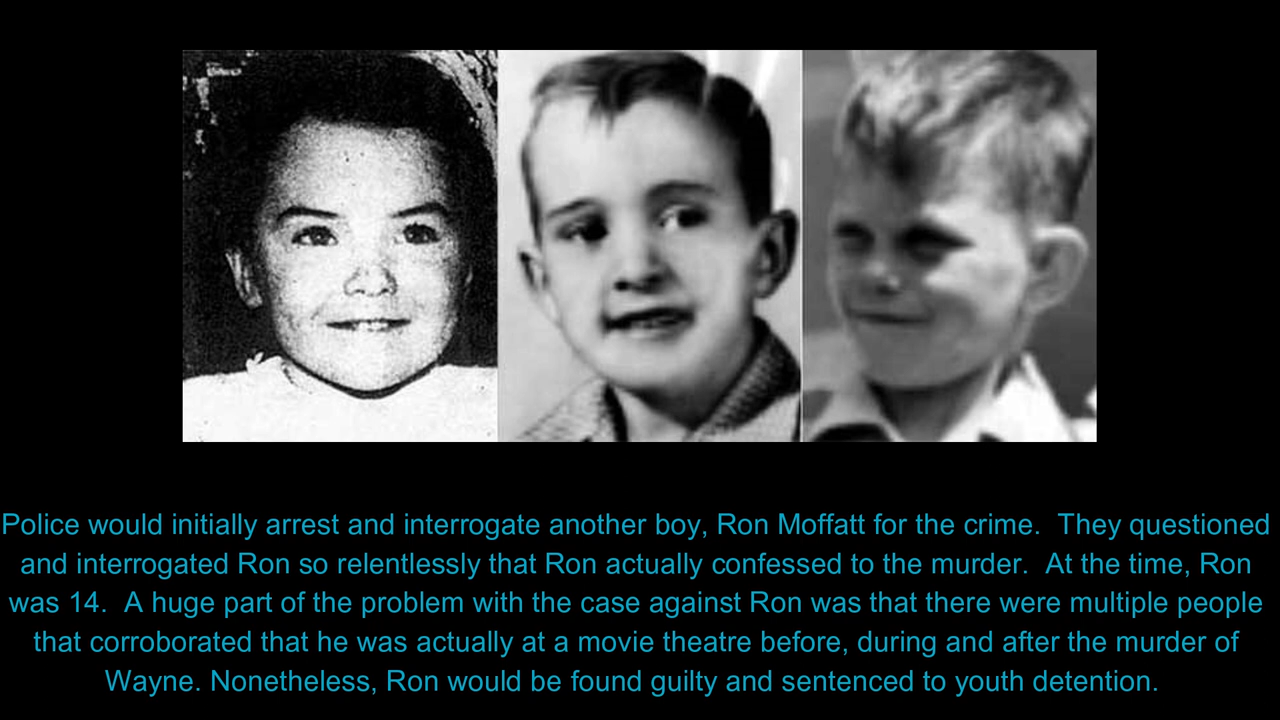 Police would initially arrest and interrogate another boy, Ron Moffatt for the crime.  They questioned
and interrogated Ron so relentlessly that Ron actually confessed to the murder.  At the time, Ron
was 14.  A huge part of the problem with the case against Ron was that there were multiple people
that corroborated that he was actually at a movie theatre before, during and after the murder of
Wayne. Nonetheless, Ron would be found guilty and sentenced to youth detention.